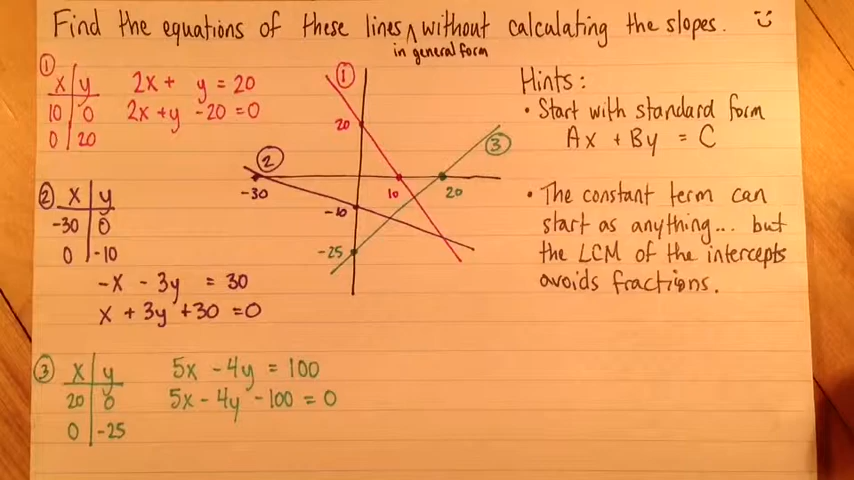 Find the equations of these lines ^ without calculating the slopes. :)
in general form
①
x y
10 0
0 20
2x + y = 20
2x + y - 20 = 0
②
x y
-30 0
0 -10
-x - 3y = 30
x + 3y + 30 = 0
③
x y
20 0
0 -25
5x - 4y = 100
5x - 4y - 100 = 0
①
20
②
③
-30
10
20
-10
-25
Hints:
• Start with standard form
Ax + By = C
• The constant term can
start as anything... but
the LCM of the intercepts
avoids fractions.